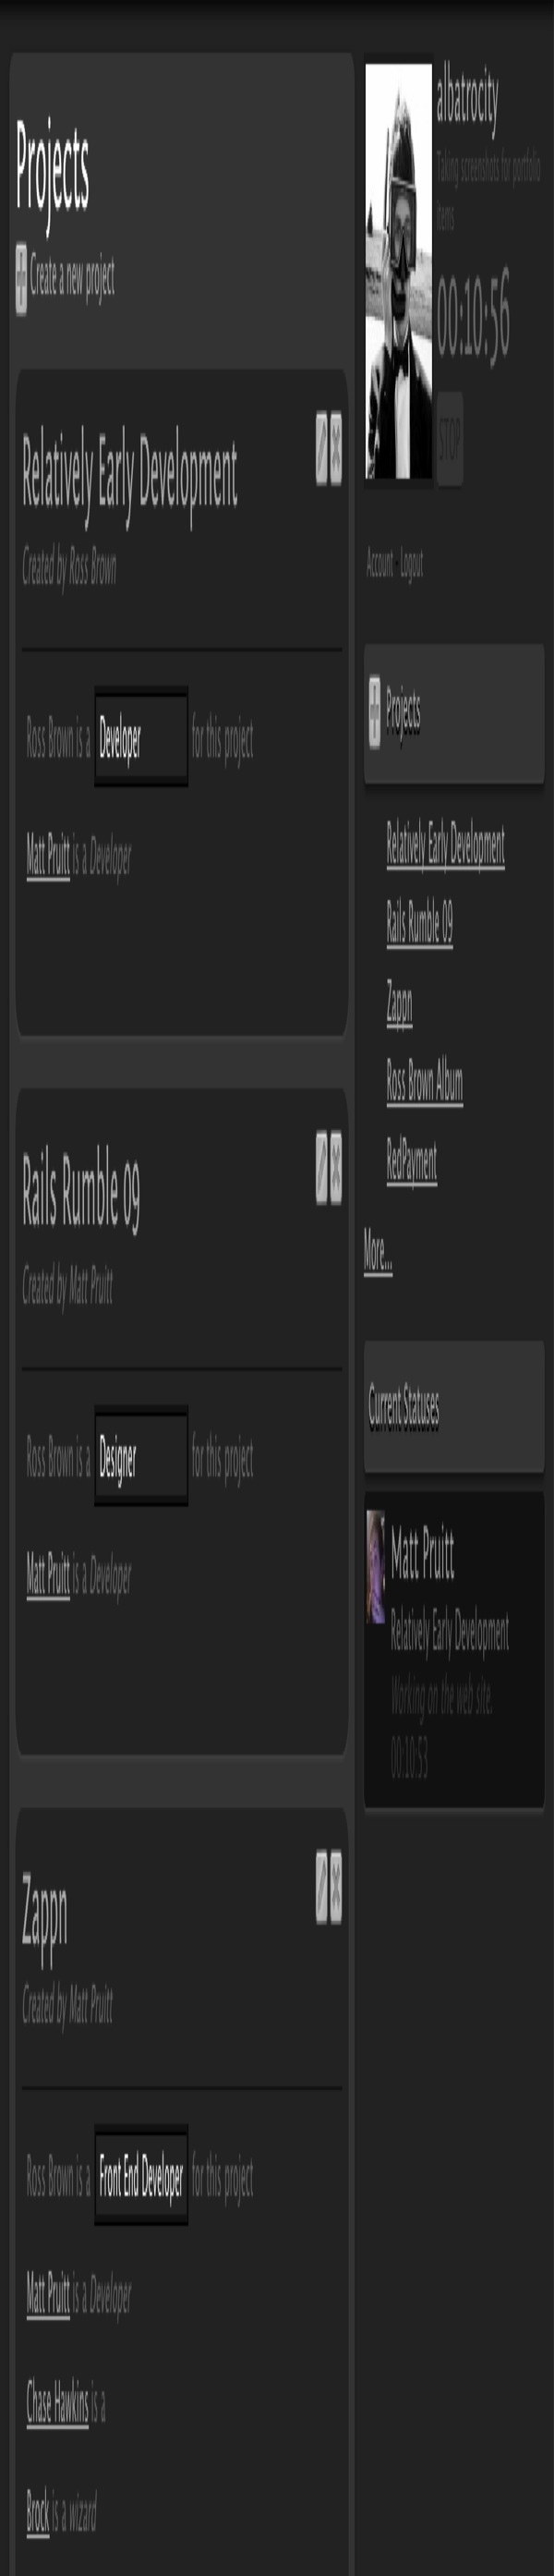 Projects
Create a new project
Relatively Early Development
Created by Ross Brown
Ross Brown is a Developer for this project
Matt Pruitt is a Developer
Rails Rumble 09
Created by Matt Pruitt
Ross Brown is a Designer for this project
Matt Pruitt is a Developer
Zappn
Created by Matt Pruitt
Ross Brown is a Front End Developer for this project
Matt Pruitt is a Developer
Chase Hawkins is a
Brock is a wizard
albatrocity
Taking screenshots for portfolio
items
00:10:56
STOP
Account - Logout
Projects
Relatively Early Development
Rails Rumble 09
Zappn
Ross Brown Album
RedPayment
More...
Current Statuses
Matt Pruitt
Relatively Early Development
Working on the web site.
00:10:53